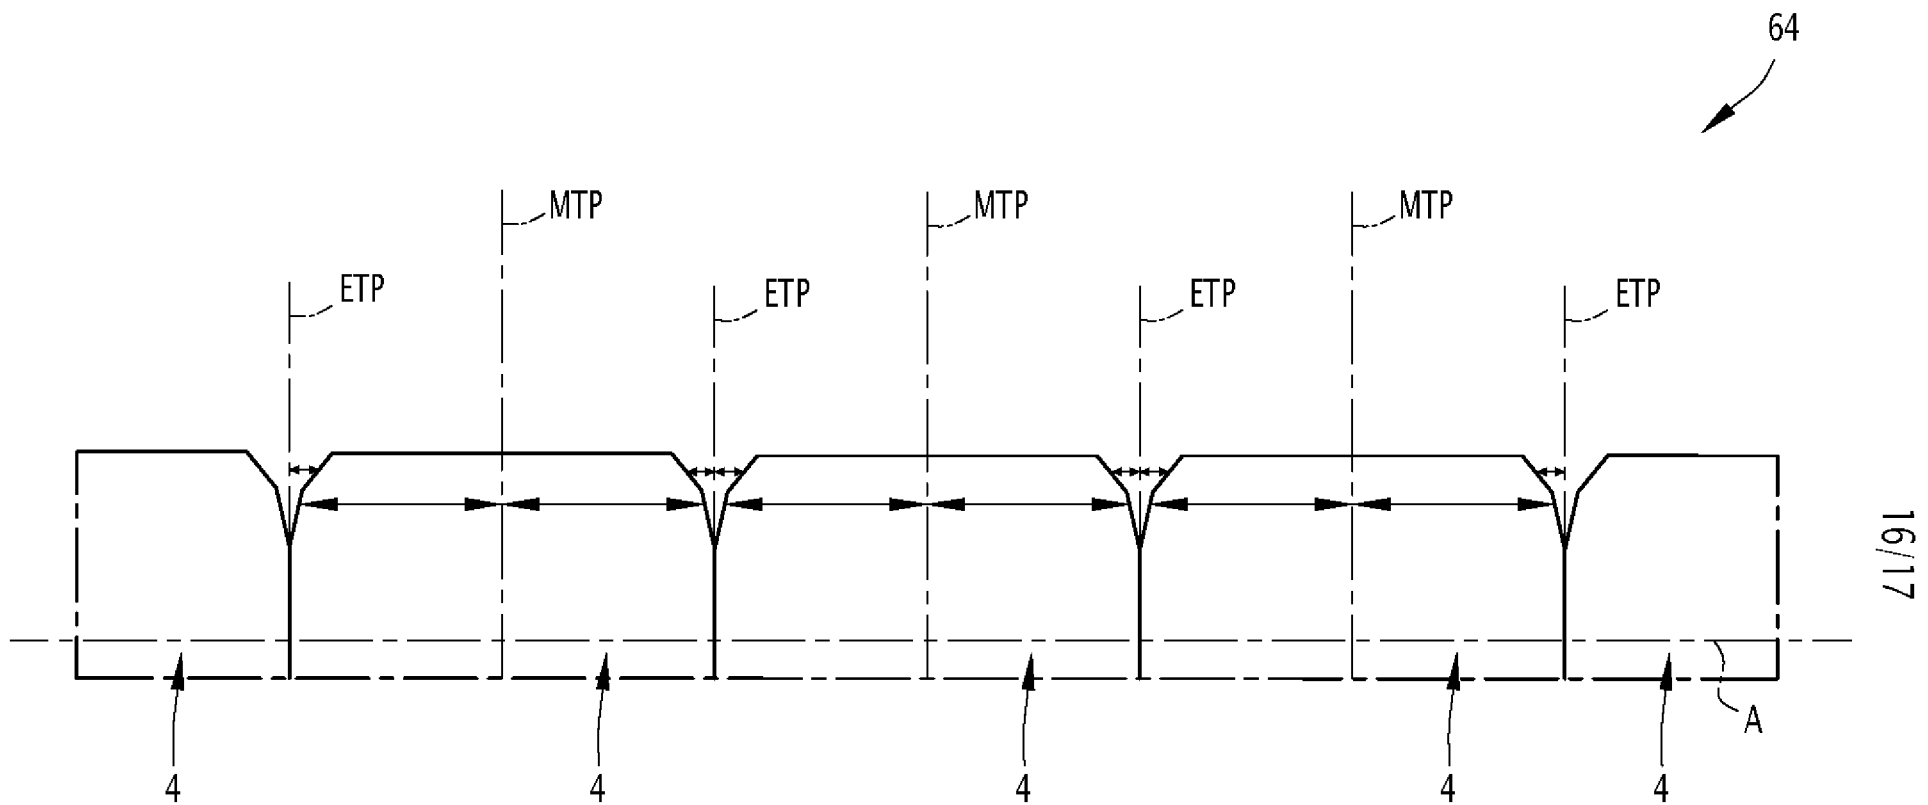 64
MTP MTP MTP
ETP ETP ETP ETP
16/17
A
4 4 4 4 4